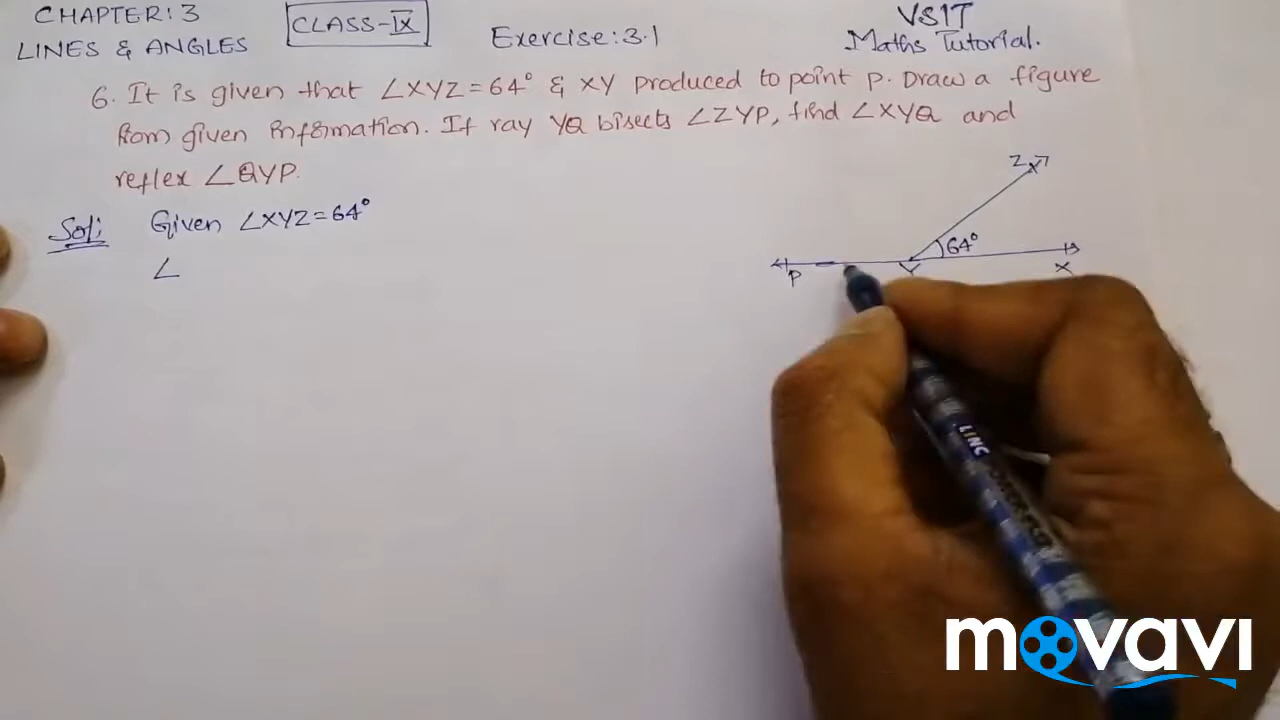 CHAPTER: 3
LINES & ANGLES
CLASS-IX
Exercise: 3.1
VSIT
Maths Tutorial.
6. It is given that ∠XYZ = 64° & XY produced to point P. Draw a figure
from given information. If ray YQ bisects ∠ZYP, find ∠XYQ and
reflex ∠QYP.
Sol:
Given ∠XYZ = 64°
∠
Z
64°
P
Y
X
LINC
movavi